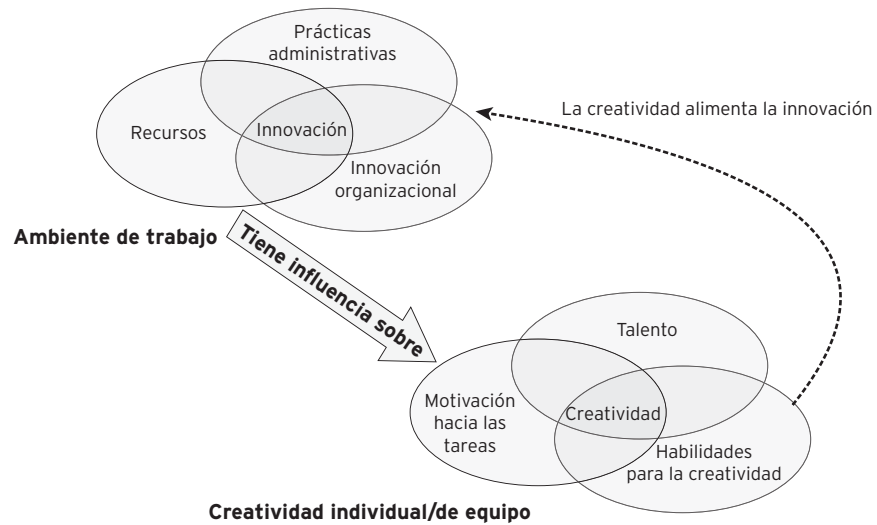 Prácticas
administrativas
La creatividad alimenta la innovación
Recursos
Innovación
Innovación
organizacional
Ambiente de trabajo
Tiene influencia sobre
Talento
Motivación
hacia las
tareas
Creatividad
Habilidades
para la creatividad
Creatividad individual/de equipo